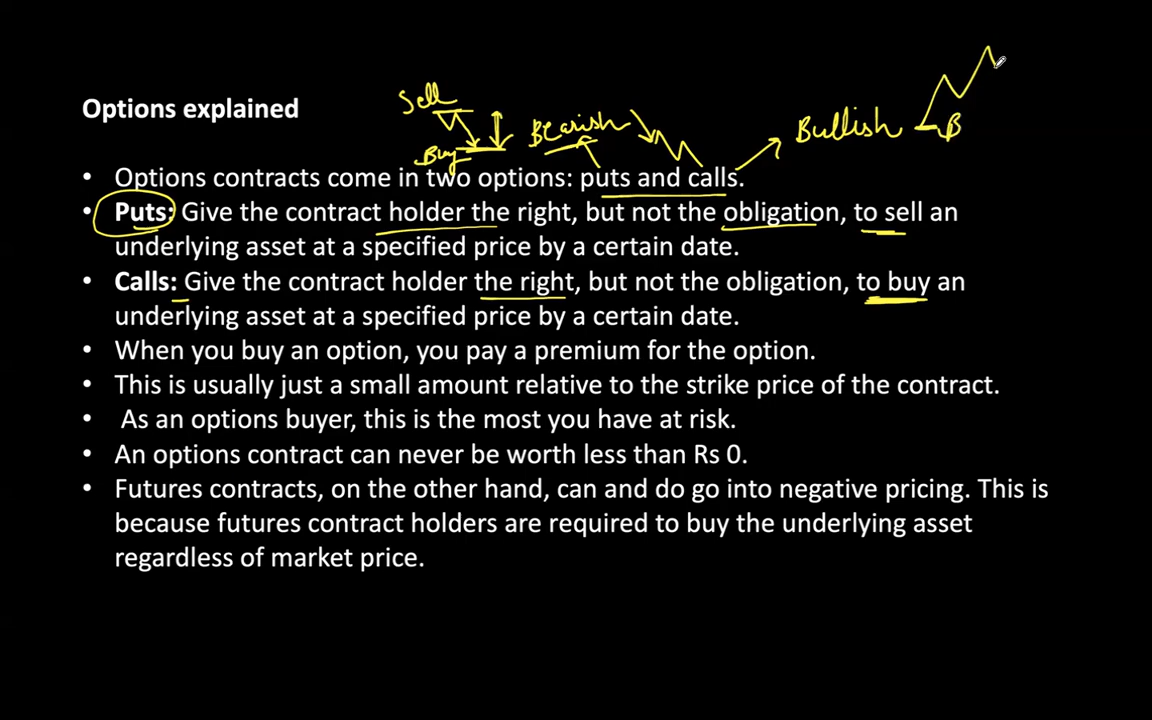 Sell
Options explained
Bearish
Bullish
B
Buy
• Options contracts come in two options: puts and calls.
• Puts: Give the contract holder the right, but not the obligation, to sell an
underlying asset at a specified price by a certain date.
• Calls: Give the contract holder the right, but not the obligation, to buy an
underlying asset at a specified price by a certain date.
• When you buy an option, you pay a premium for the option.
• This is usually just a small amount relative to the strike price of the contract.
• As an options buyer, this is the most you have at risk.
• An options contract can never be worth less than Rs 0.
• Futures contracts, on the other hand, can and do go into negative pricing. This is
because futures contract holders are required to buy the underlying asset
regardless of market price.